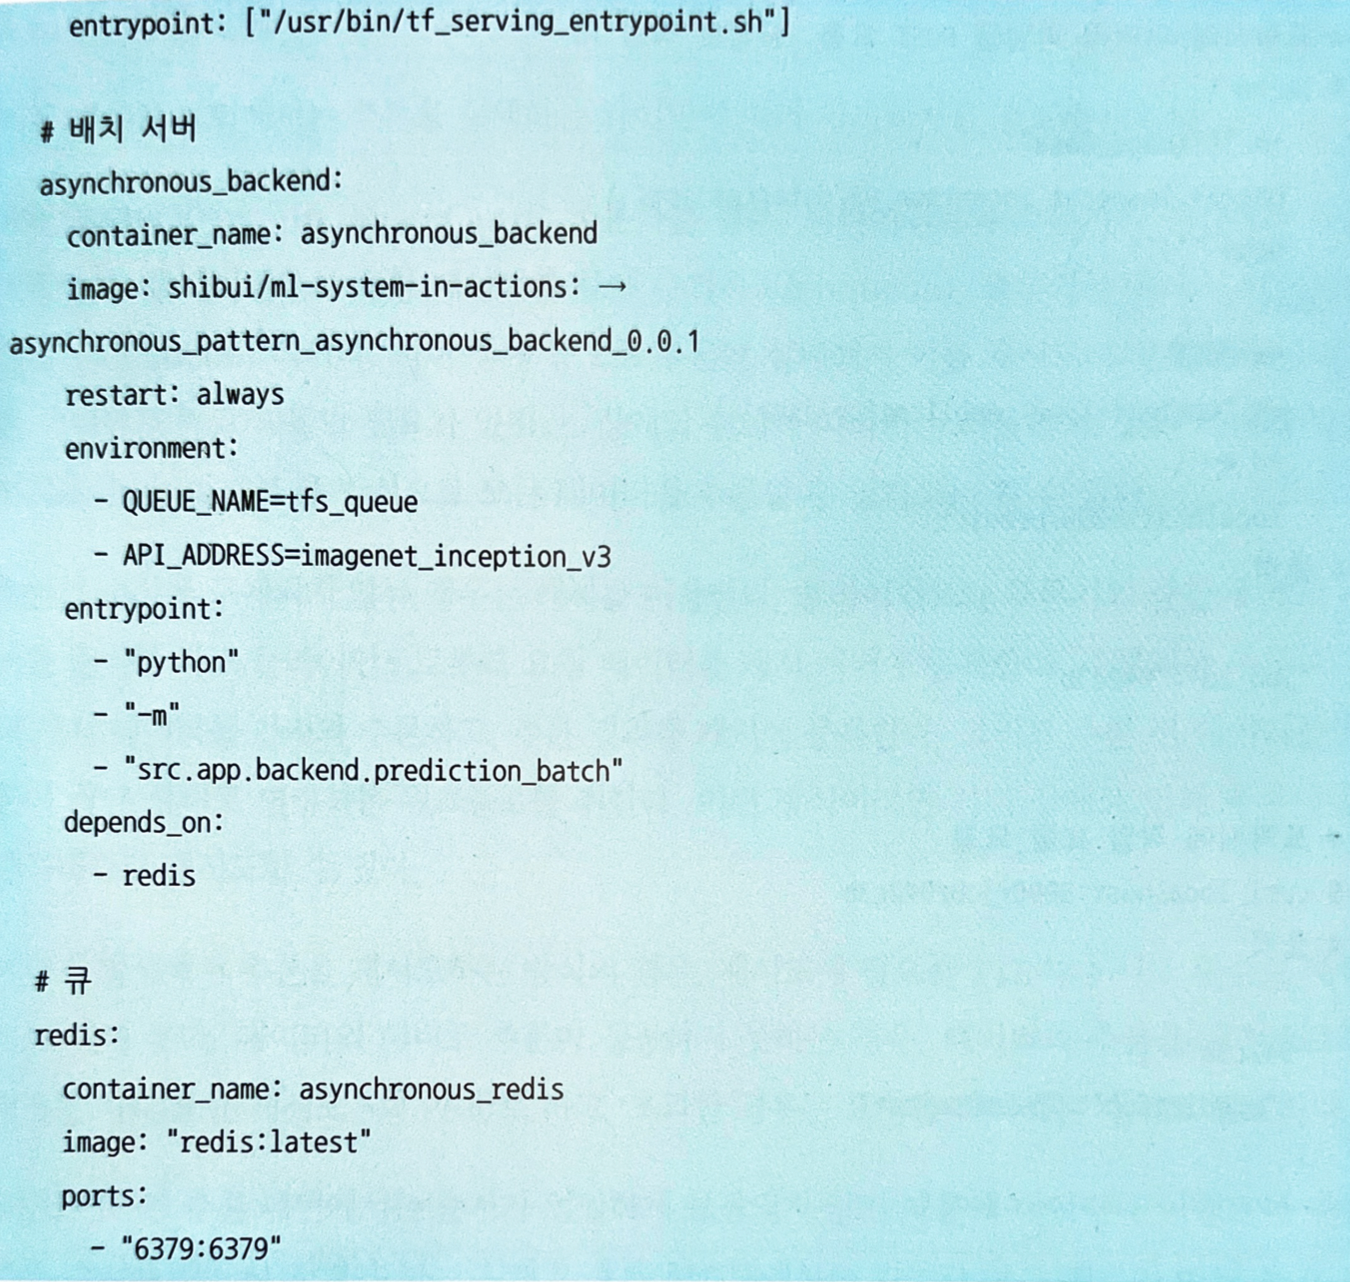 entrypoint: ["/usr/bin/tf_serving_entrypoint.sh"]
# 배치 서버
asynchronous_backend:
container_name: asynchronous_backend
image: shibui/ml-system-in-actions: →
asynchronous_pattern_asynchronous_backend_0.0.1
restart: always
environment:
- QUEUE_NAME=tfs_queue
- API_ADDRESS=imagenet_inception_v3
entrypoint:
- "python"
- "-m"
- "src.app.backend.prediction_batch"
depends_on:
- redis
# 큐
redis:
container_name: asynchronous_redis
image: "redis:latest"
ports:
- "6379:6379"